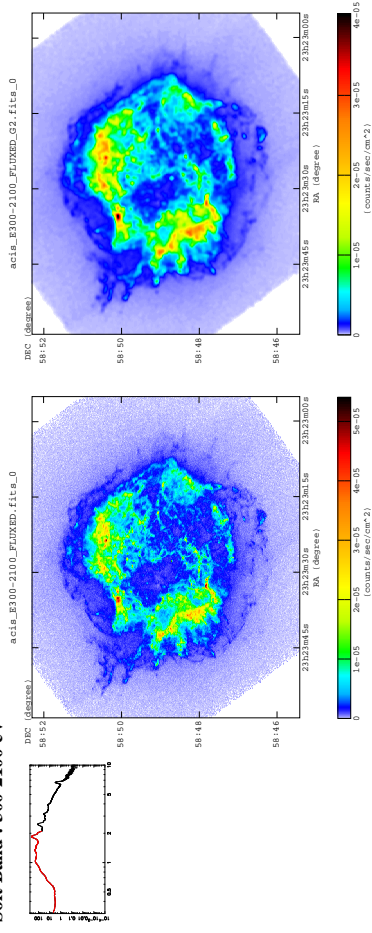 acis_E300-2100_FLUXED.fits_0
DEC (degree)
58:52
58:50
58:48
58:46
23h23m45s
23h23m30s
23h23m15s
23h23m00s
RA (degree)
0
1e-05
2e-05
3e-05
4e-05
5e-05
(counts/sec/cm^2)
acis_E300-2100_FLUXED_G2.fits_0
DEC (degree)
58:52
58:50
58:48
58:46
23h23m45s
23h23m30s
23h23m15s
23h23m00s
RA (degree)
0
1e-05
2e-05
3e-05
4e-05
(counts/sec/cm^2)
0.5
1
2
5
10